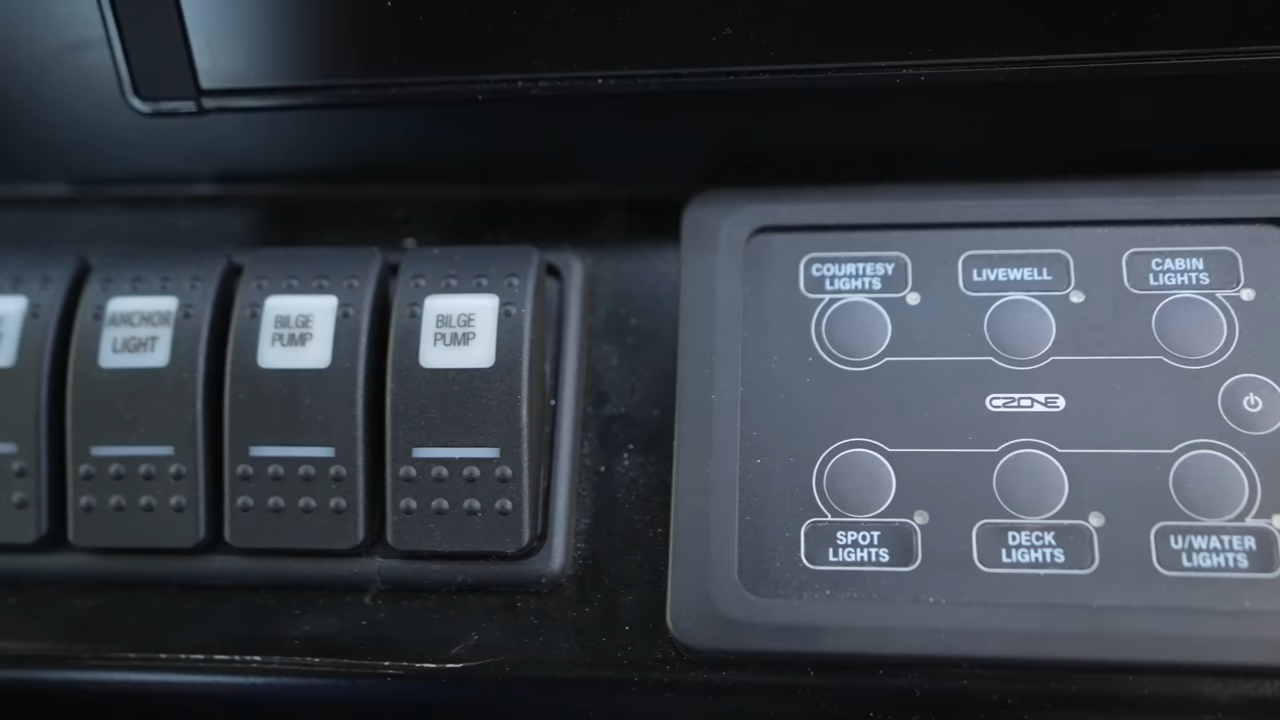 ANCHOR
LIGHT
BILGE
PUMP
BILGE
PUMP
COURTESY
LIGHTS
LIVEWELL
CABIN
LIGHTS
CZONE
SPOT
LIGHTS
DECK
LIGHTS
U/WATER
LIGHTS